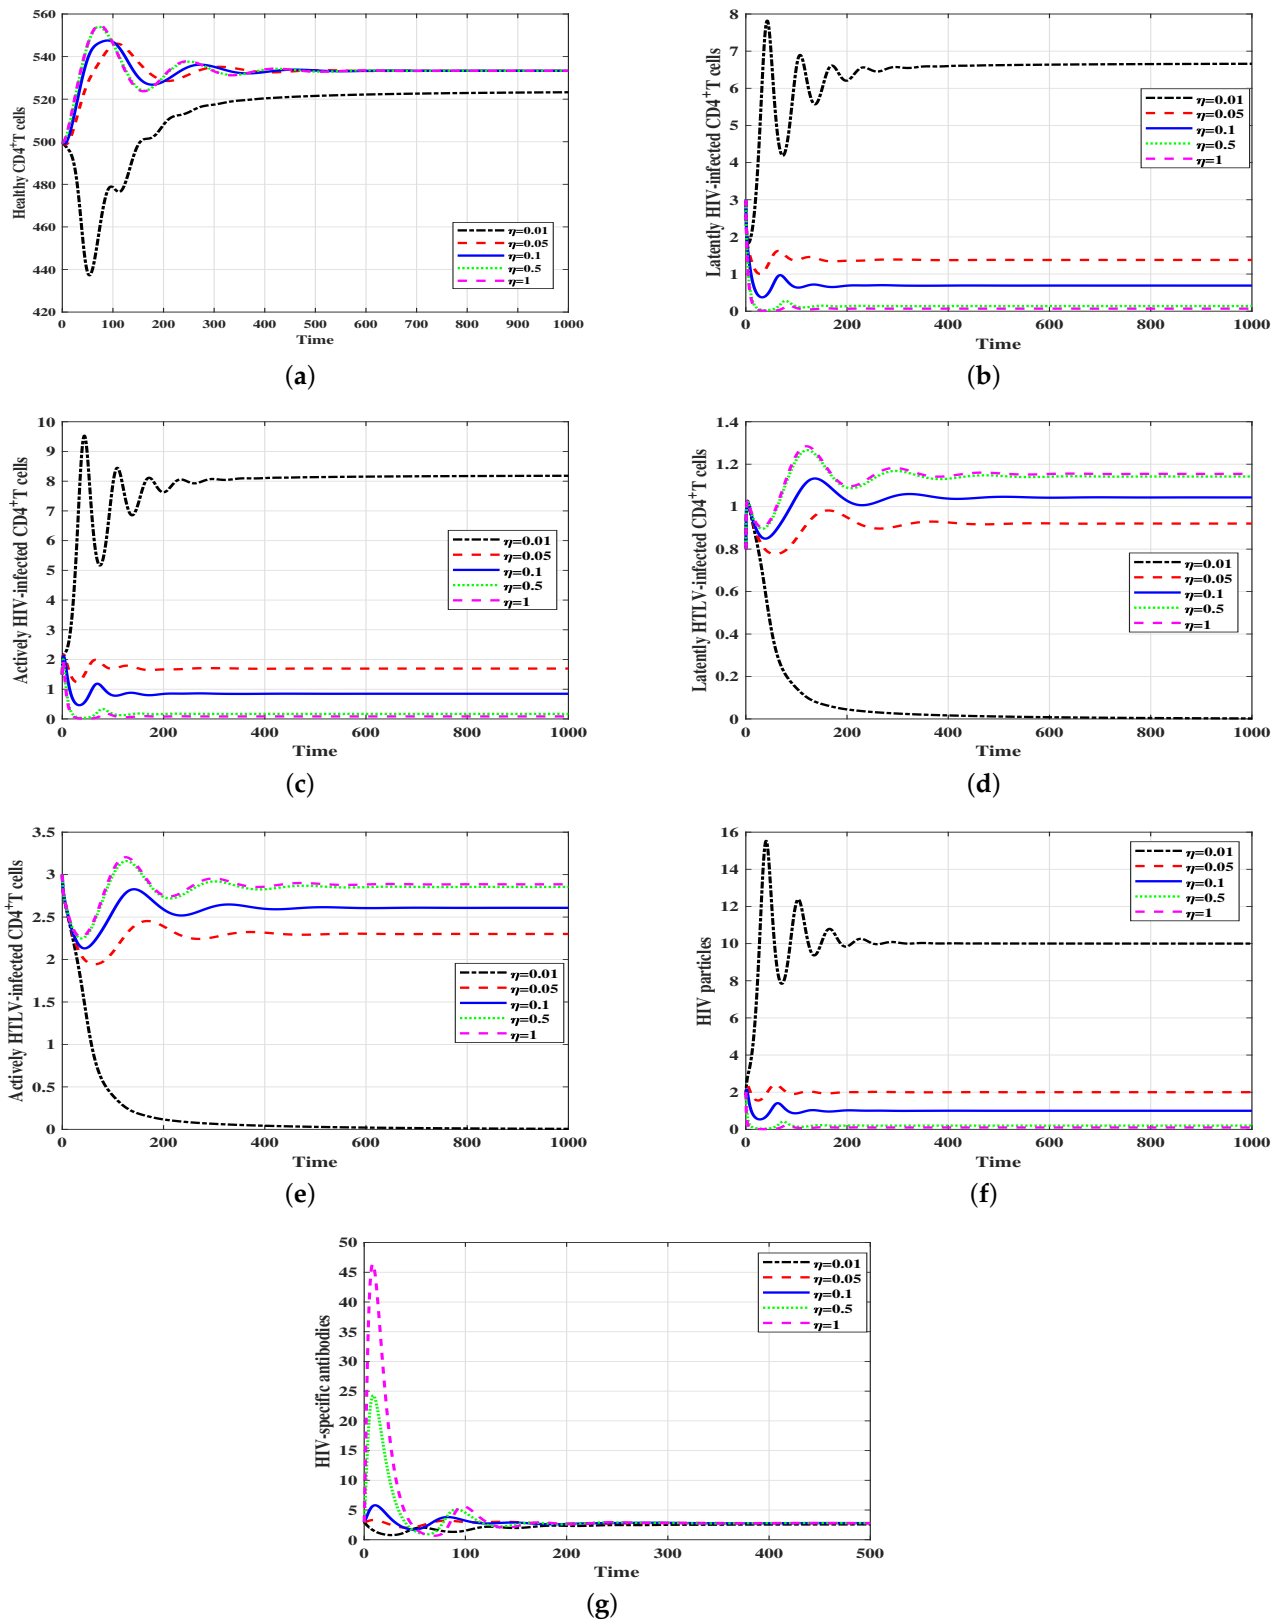 560
540
520
500
480
460
440
420
0 100 200 300 400 500 600 700 800 900 1000
Healthy CD4⁺T cells
Time
η=0.01
η=0.05
η=0.1
η=0.5
η=1
(a)
8
7
6
5
4
3
2
1
0
0 200 400 600 800 1000
Latently HIV-infected CD4⁺T cells
Time
η=0.01
η=0.05
η=0.1
η=0.5
η=1
(b)
10
9
8
7
6
5
4
3
2
1
0
0 200 400 600 800 1000
Actively HIV-infected CD4⁺T cells
Time
η=0.01
η=0.05
η=0.1
η=0.5
η=1
(c)
1.4
1.2
1
0.8
0.6
0.4
0.2
0
0 200 400 600 800 1000
Latently HTLV-infected CD4⁺T cells
Time
η=0.01
η=0.05
η=0.1
η=0.5
η=1
(d)
3.5
3
2.5
2
1.5
1
0.5
0
0 200 400 600 800 1000
Actively HTLV-infected CD4⁺T cells
Time
η=0.01
η=0.05
η=0.1
η=0.5
η=1
(e)
16
14
12
10
8
6
4
2
0
0 200 400 600 800 1000
HIV particles
Time
η=0.01
η=0.05
η=0.1
η=0.5
η=1
(f)
50
45
40
35
30
25
20
15
10
5
0
0 100 200 300 400 500
HIV-specific antibodies
Time
η=0.01
η=0.05
η=0.1
η=0.5
η=1
(g)